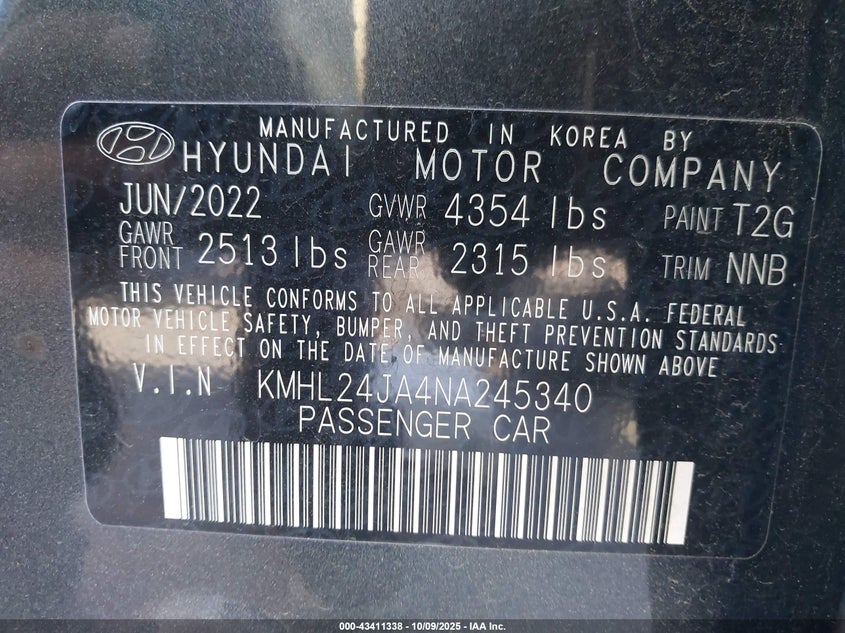 MANUFACTURED IN KOREA BY
HYUNDAI MOTOR COMPANY
JUN/2022 GVWR 4354 lbs PAINT T2G
GAWR FRONT 2513 lbs GAWR REAR 2315 lbs TRIM NNB
THIS VEHICLE CONFORMS TO ALL APPLICABLE U.S.A. FEDERAL
MOTOR VEHICLE SAFETY, BUMPER, AND THEFT PREVENTION STANDARDS
IN EFFECT ON THE DATE OF MANUFACTURE SHOWN ABOVE
V.I.N KMHL24JA4NA245340
PASSENGER CAR
000-43411338 - 10/09/2025 - IAA Inc.